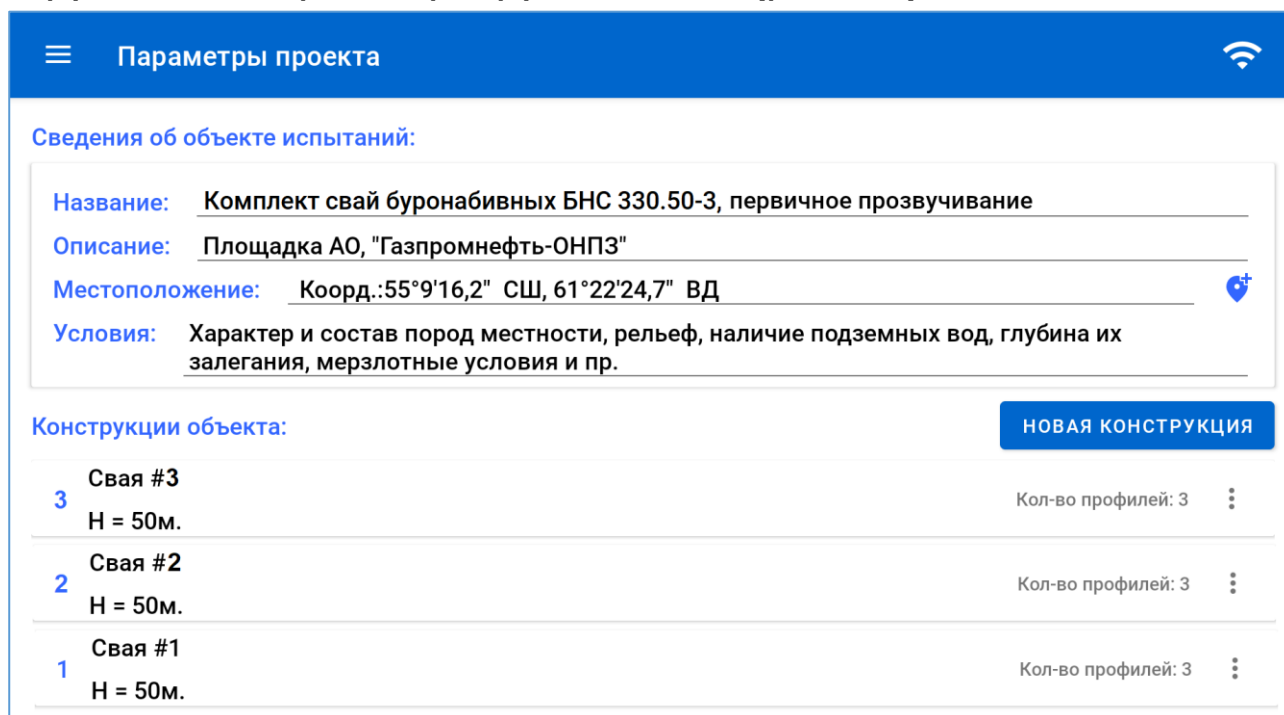 Параметры проекта
Сведения об объекте испытаний:
Название: Комплект свай буронабивных БНС 330.50-3, первичное прозвучивание
Описание: Площадка АО, "Газпромнефть-ОНПЗ"
Местоположение: Коорд.:55°9'16,2" СШ, 61°22'24,7" ВД
Условия: Характер и состав пород местности, рельеф, наличие подземных вод, глубина их
залегания, мерзлотные условия и пр.
Конструкции объекта: НОВАЯ КОНСТРУКЦИЯ
Свая #3
3 Кол-во профилей: 3
H = 50м.
Свая #2
2 Кол-во профилей: 3
H = 50м.
Свая #1
1 Кол-во профилей: 3
H = 50м.